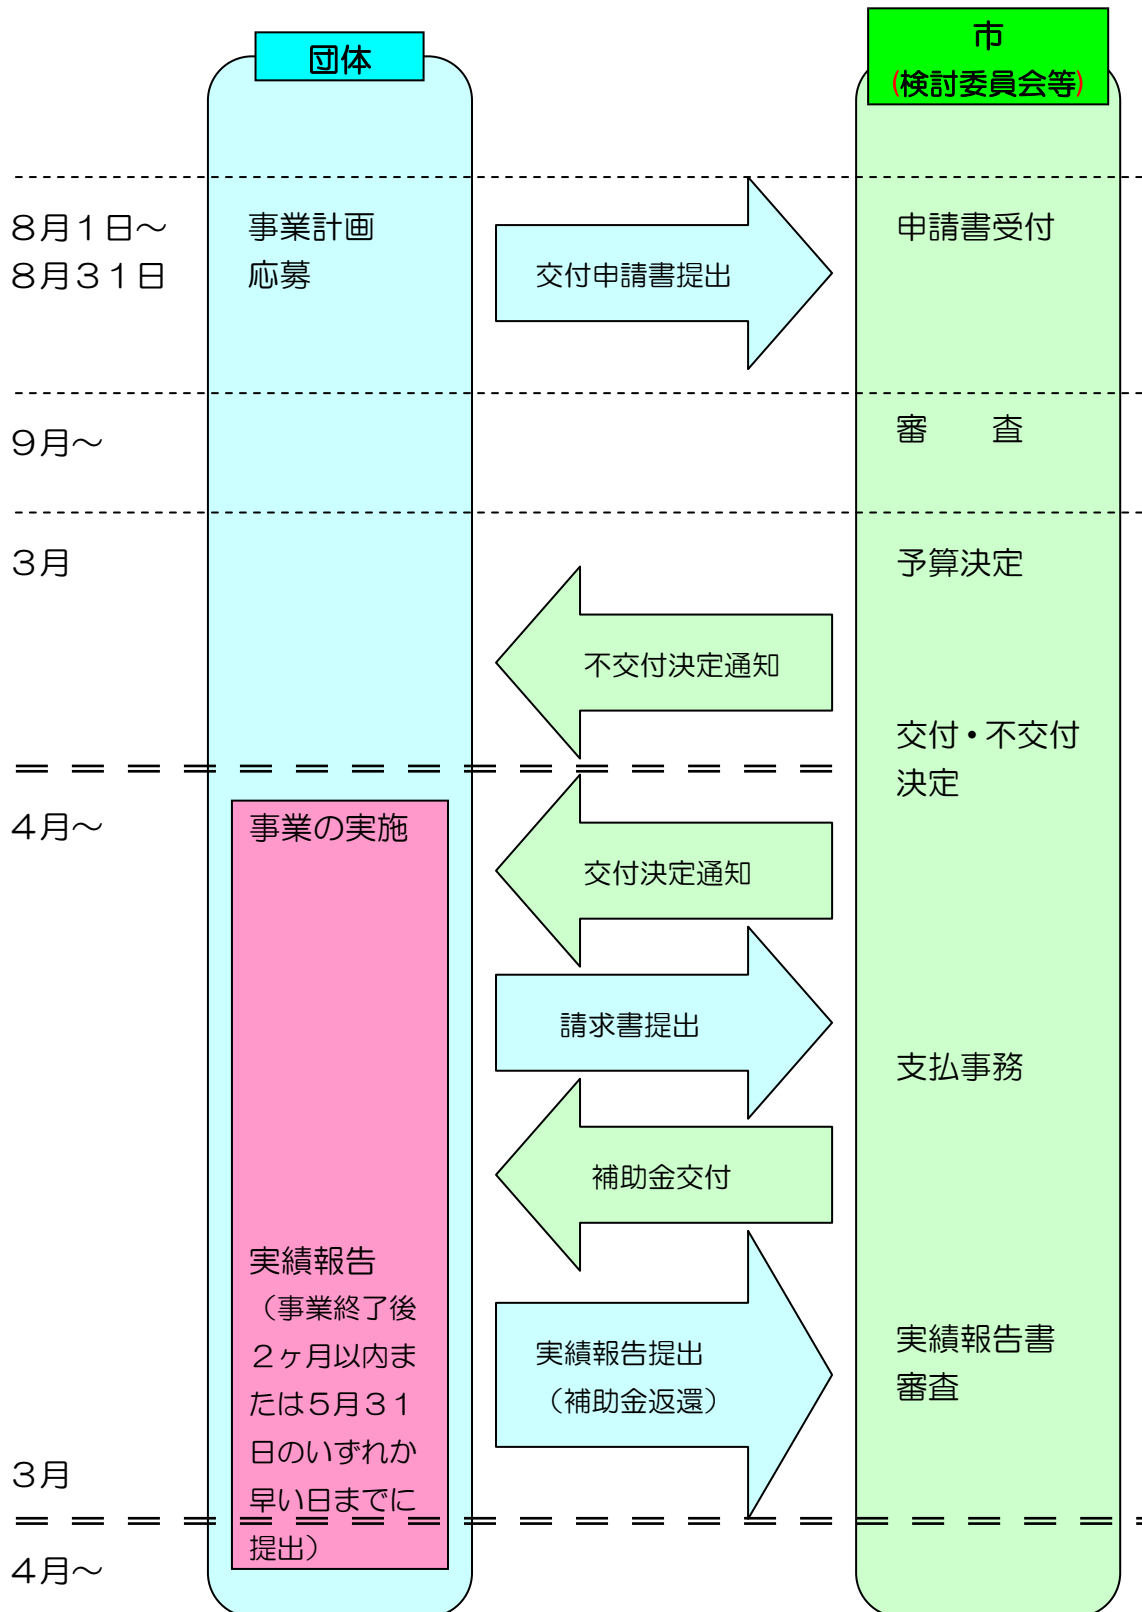 団体
市
(検討委員会等)
８月１日～
８月３１日
事業計画
応募
交付申請書提出
申請書受付
９月～
審　　査
３月
予算決定
不交付決定通知
交付・不交付
決定
４月～
事業の実施
交付決定通知
請求書提出
支払事務
補助金交付
実績報告
（事業終了後
２ヶ月以内ま
たは５月３１
日のいずれか
早い日までに
提出）
実績報告提出
（補助金返還）
実績報告書
審査
３月
４月～